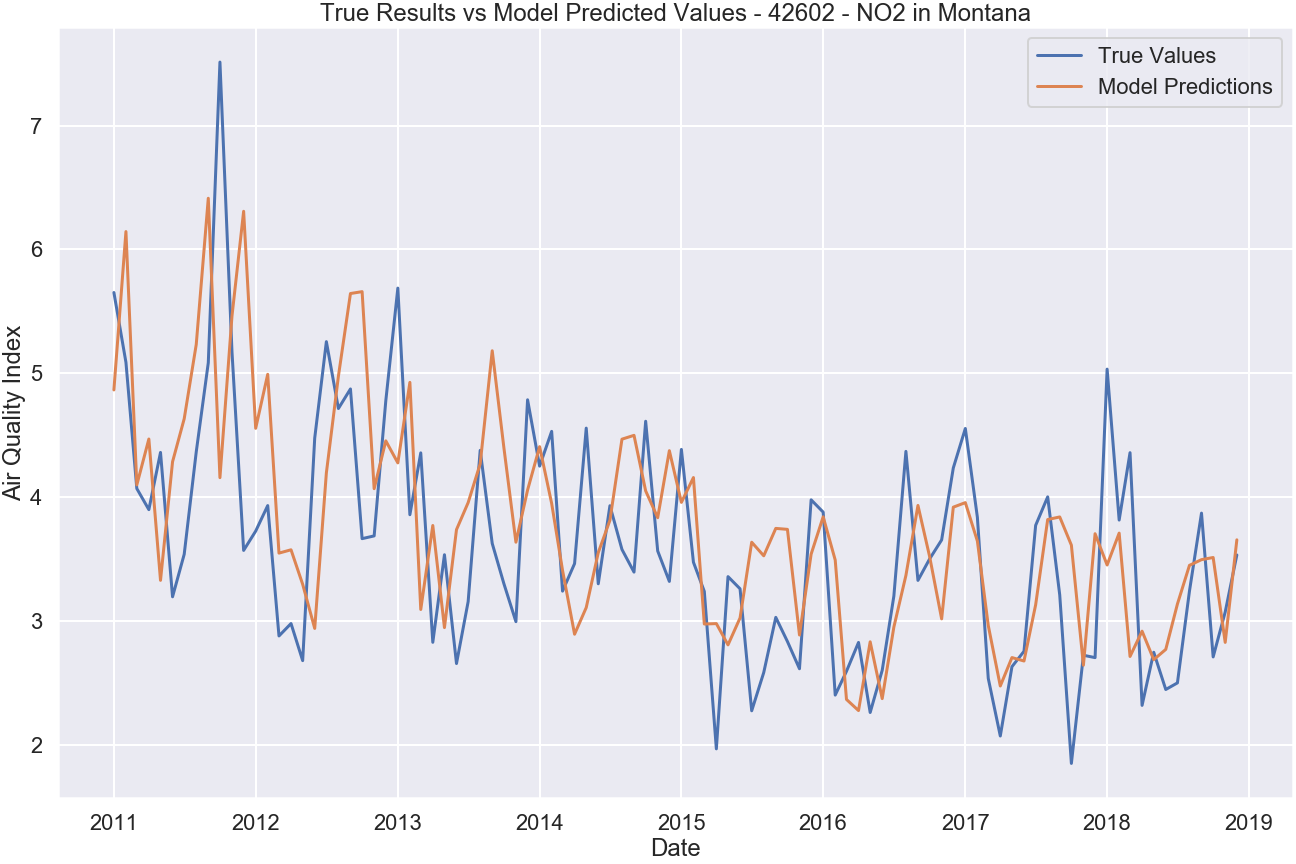 True Results vs Model Predicted Values - 42602 - NO2 in Montana
True Values
Model Predictions
Air Quality Index
7
6
5
4
3
2
2011 2012 2013 2014 2015 2016 2017 2018 2019
Date